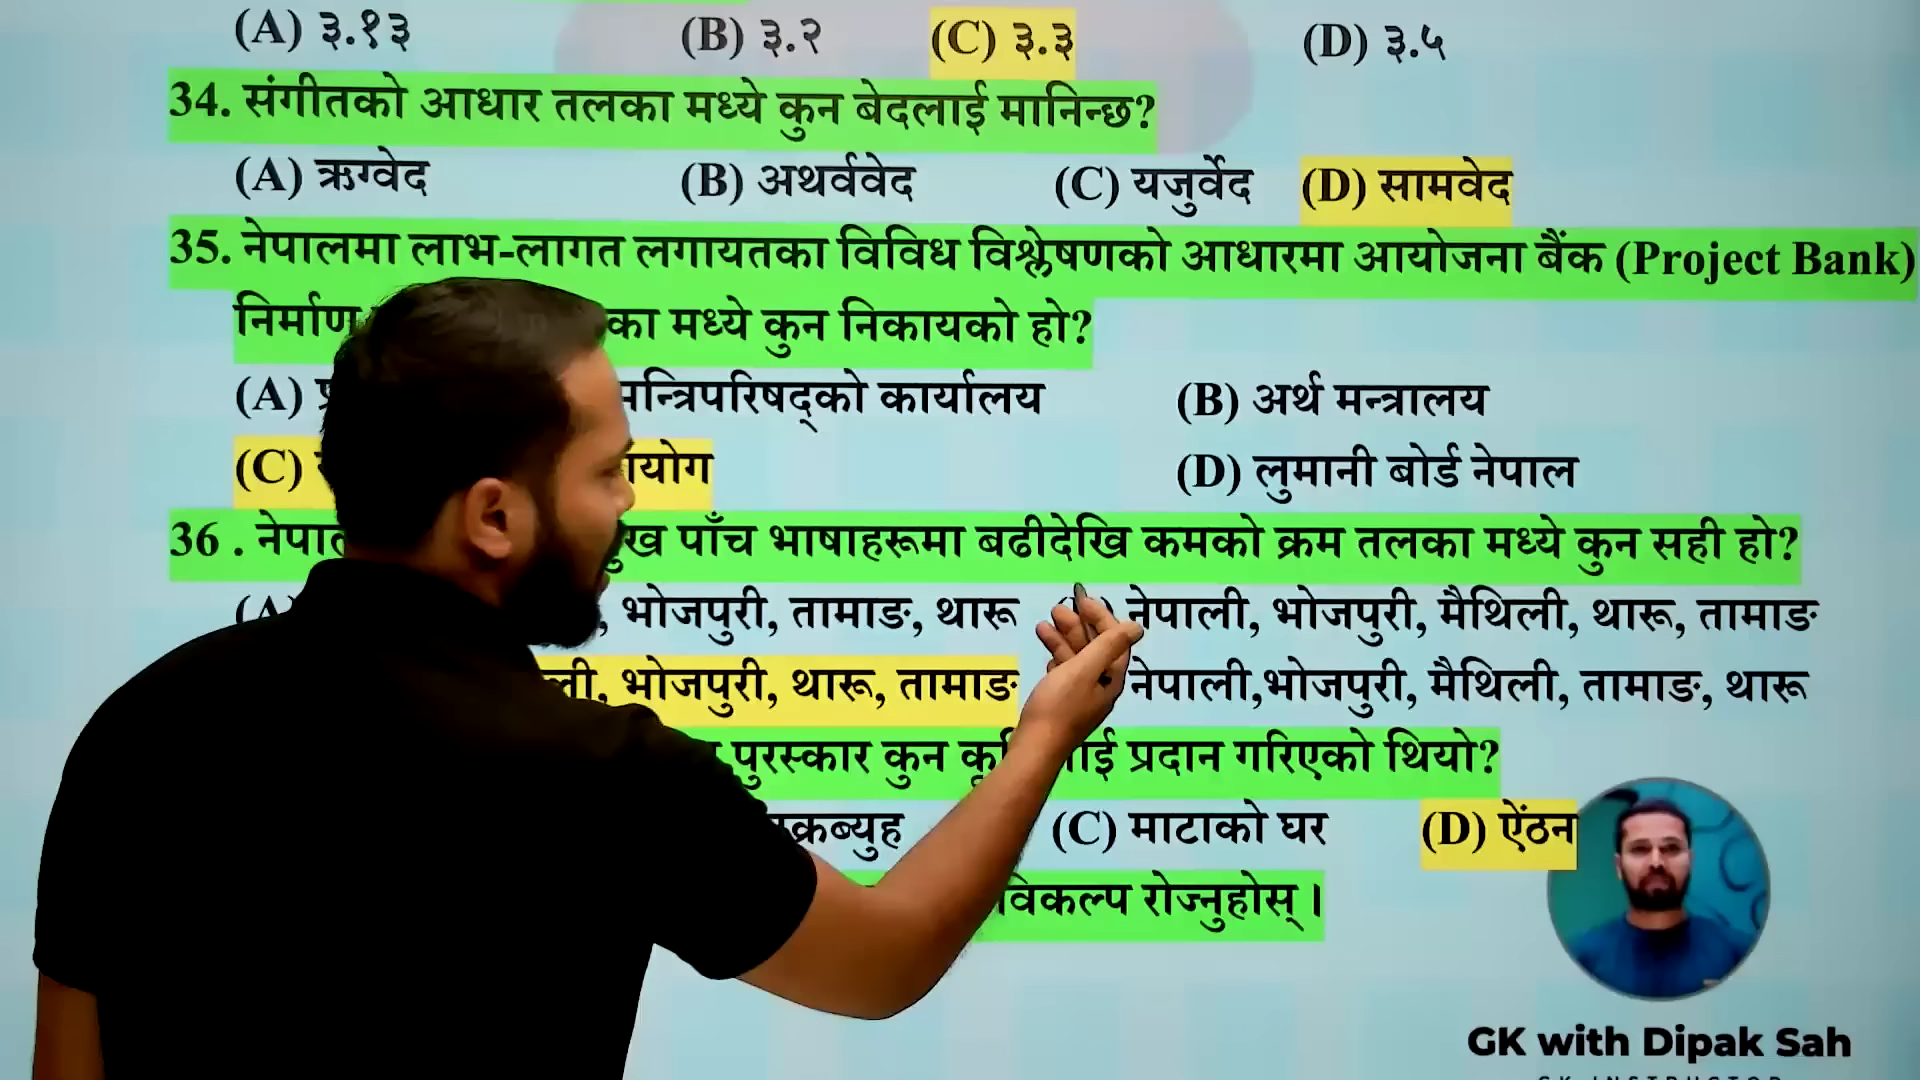 (A) ३.१३ (B) ३.२ (C) ३.३ (D) ३.५
34. संगीतको आधार तलका मध्ये कुन बेदलाई मानिन्छ?
(A) ऋग्वेद (B) अथर्ववेद (C) यजुर्वेद (D) सामवेद
35. नेपालमा लाभ-लागत लगायतका विविध विश्लेषणको आधारमा आयोजना बैंक (Project Bank)
निर्माण मध्ये कुन निकायको हो?
(A) मन्त्रिपरिषद्को कार्यालय (B) अर्थ मन्त्रालय
(C) (D) लुमानी बोर्ड नेपाल
36 . पाँच भाषाहरूमा बढीदेखि कमको क्रम तलका मध्ये कुन सही हो?
भोजपुरी, तामाङ, थारू नेपाली, भोजपुरी, मैथिली, थारू, तामाङ
भोजपुरी, थारू, तामाङ नेपाली,भोजपुरी, मैथिली, तामाङ, थारू
पुरस्कार कुन प्रदान गरिएको थियो?
(C) माटाको घर (D) ऐंठन
विकल्प रोज्नुहोस् ।
GK with Dipak Sah